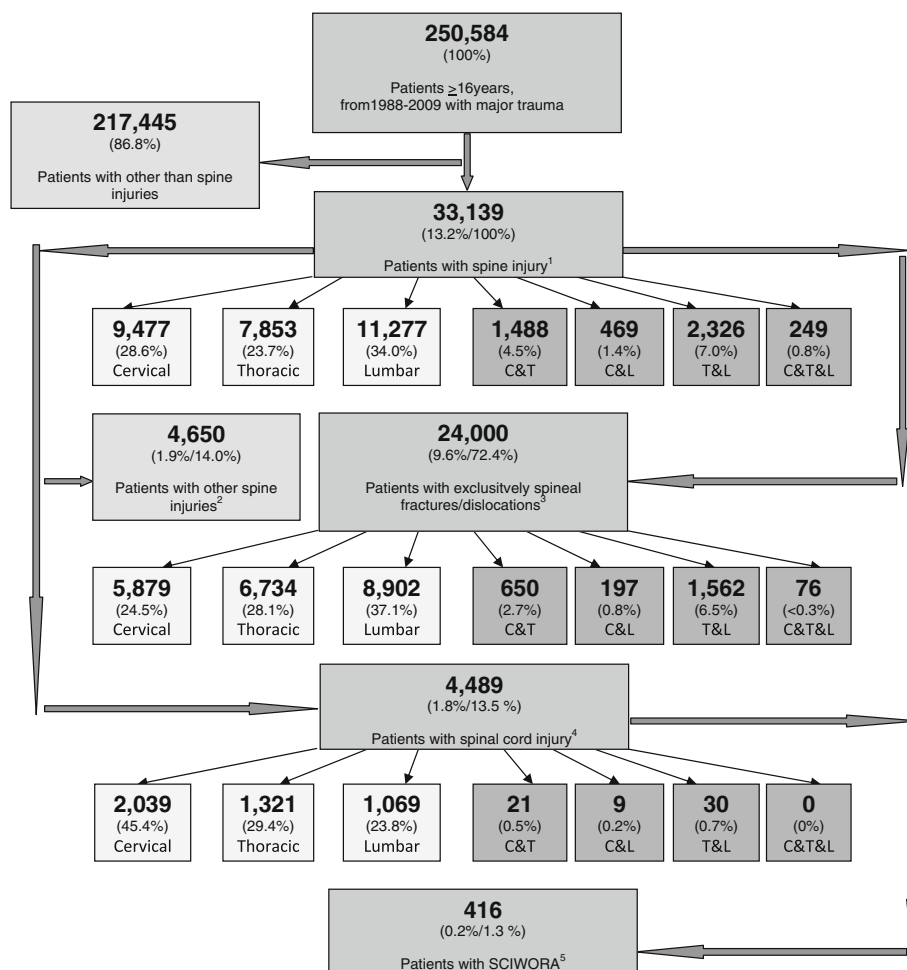 250,584
(100%)
Patients ≥16years,
from1988-2009 with major trauma
217,445
(86.8%)
Patients with other than spine
injuries
33,139
(13.2%/100%)
Patients with spine injury¹
9,477
(28.6%)
Cervical
7,853
(23.7%)
Thoracic
11,277
(34.0%)
Lumbar
1,488
(4.5%)
C&T
469
(1.4%)
C&L
2,326
(7.0%)
T&L
249
(0.8%)
C&T&L
4,650
(1.9%/14.0%)
Patients with other spine
injuries²
24,000
(9.6%/72.4%)
Patients with exclusitvely spineal
fractures/dislocations³
5,879
(24.5%)
Cervical
6,734
(28.1%)
Thoracic
8,902
(37.1%)
Lumbar
650
(2.7%)
C&T
197
(0.8%)
C&L
1,562
(6.5%)
T&L
76
(<0.3%)
C&T&L
4,489
(1.8%/13.5 %)
Patients with spinal cord injury⁴
2,039
(45.4%)
Cervical
1,321
(29.4%)
Thoracic
1,069
(23.8%)
Lumbar
21
(0.5%)
C&T
9
(0.2%)
C&L
30
(0.7%)
T&L
0
(0%)
C&T&L
416
(0.2%/1.3 %)
Patients with SCIWORA⁵